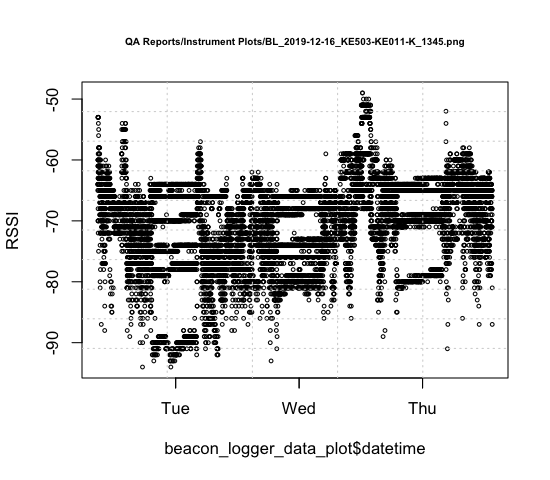 QA Reports/Instrument Plots/BL_2019-12-16_KE503-KE011-K_1345.png
-50
-60
-70
-80
-90
RSSI
Tue Wed Thu
beacon_logger_data_plot$datetime